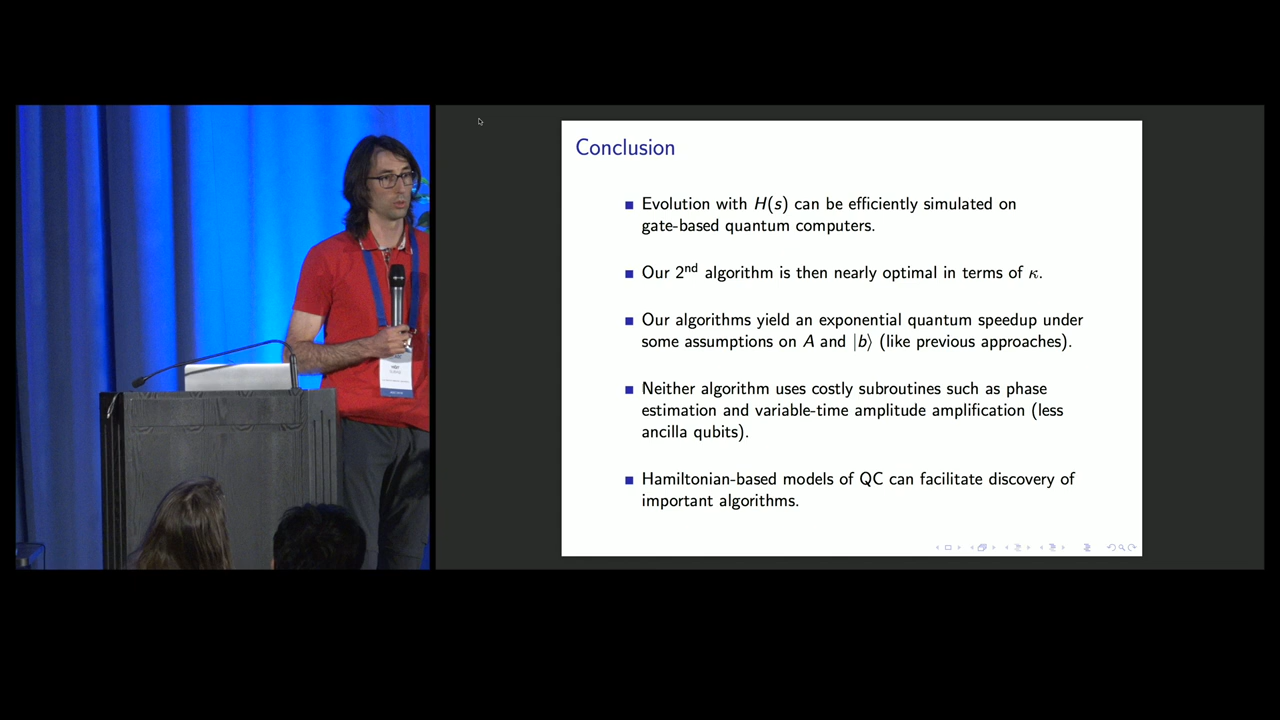 Conclusion
Evolution with H(s) can be efficiently simulated on
gate-based quantum computers.
Our 2nd algorithm is then nearly optimal in terms of κ.
Our algorithms yield an exponential quantum speedup under
some assumptions on A and |b⟩ (like previous approaches).
Neither algorithm uses costly subroutines such as phase
estimation and variable-time amplitude amplification (less
ancilla qubits).
Hamiltonian-based models of QC can facilitate discovery of
important algorithms.